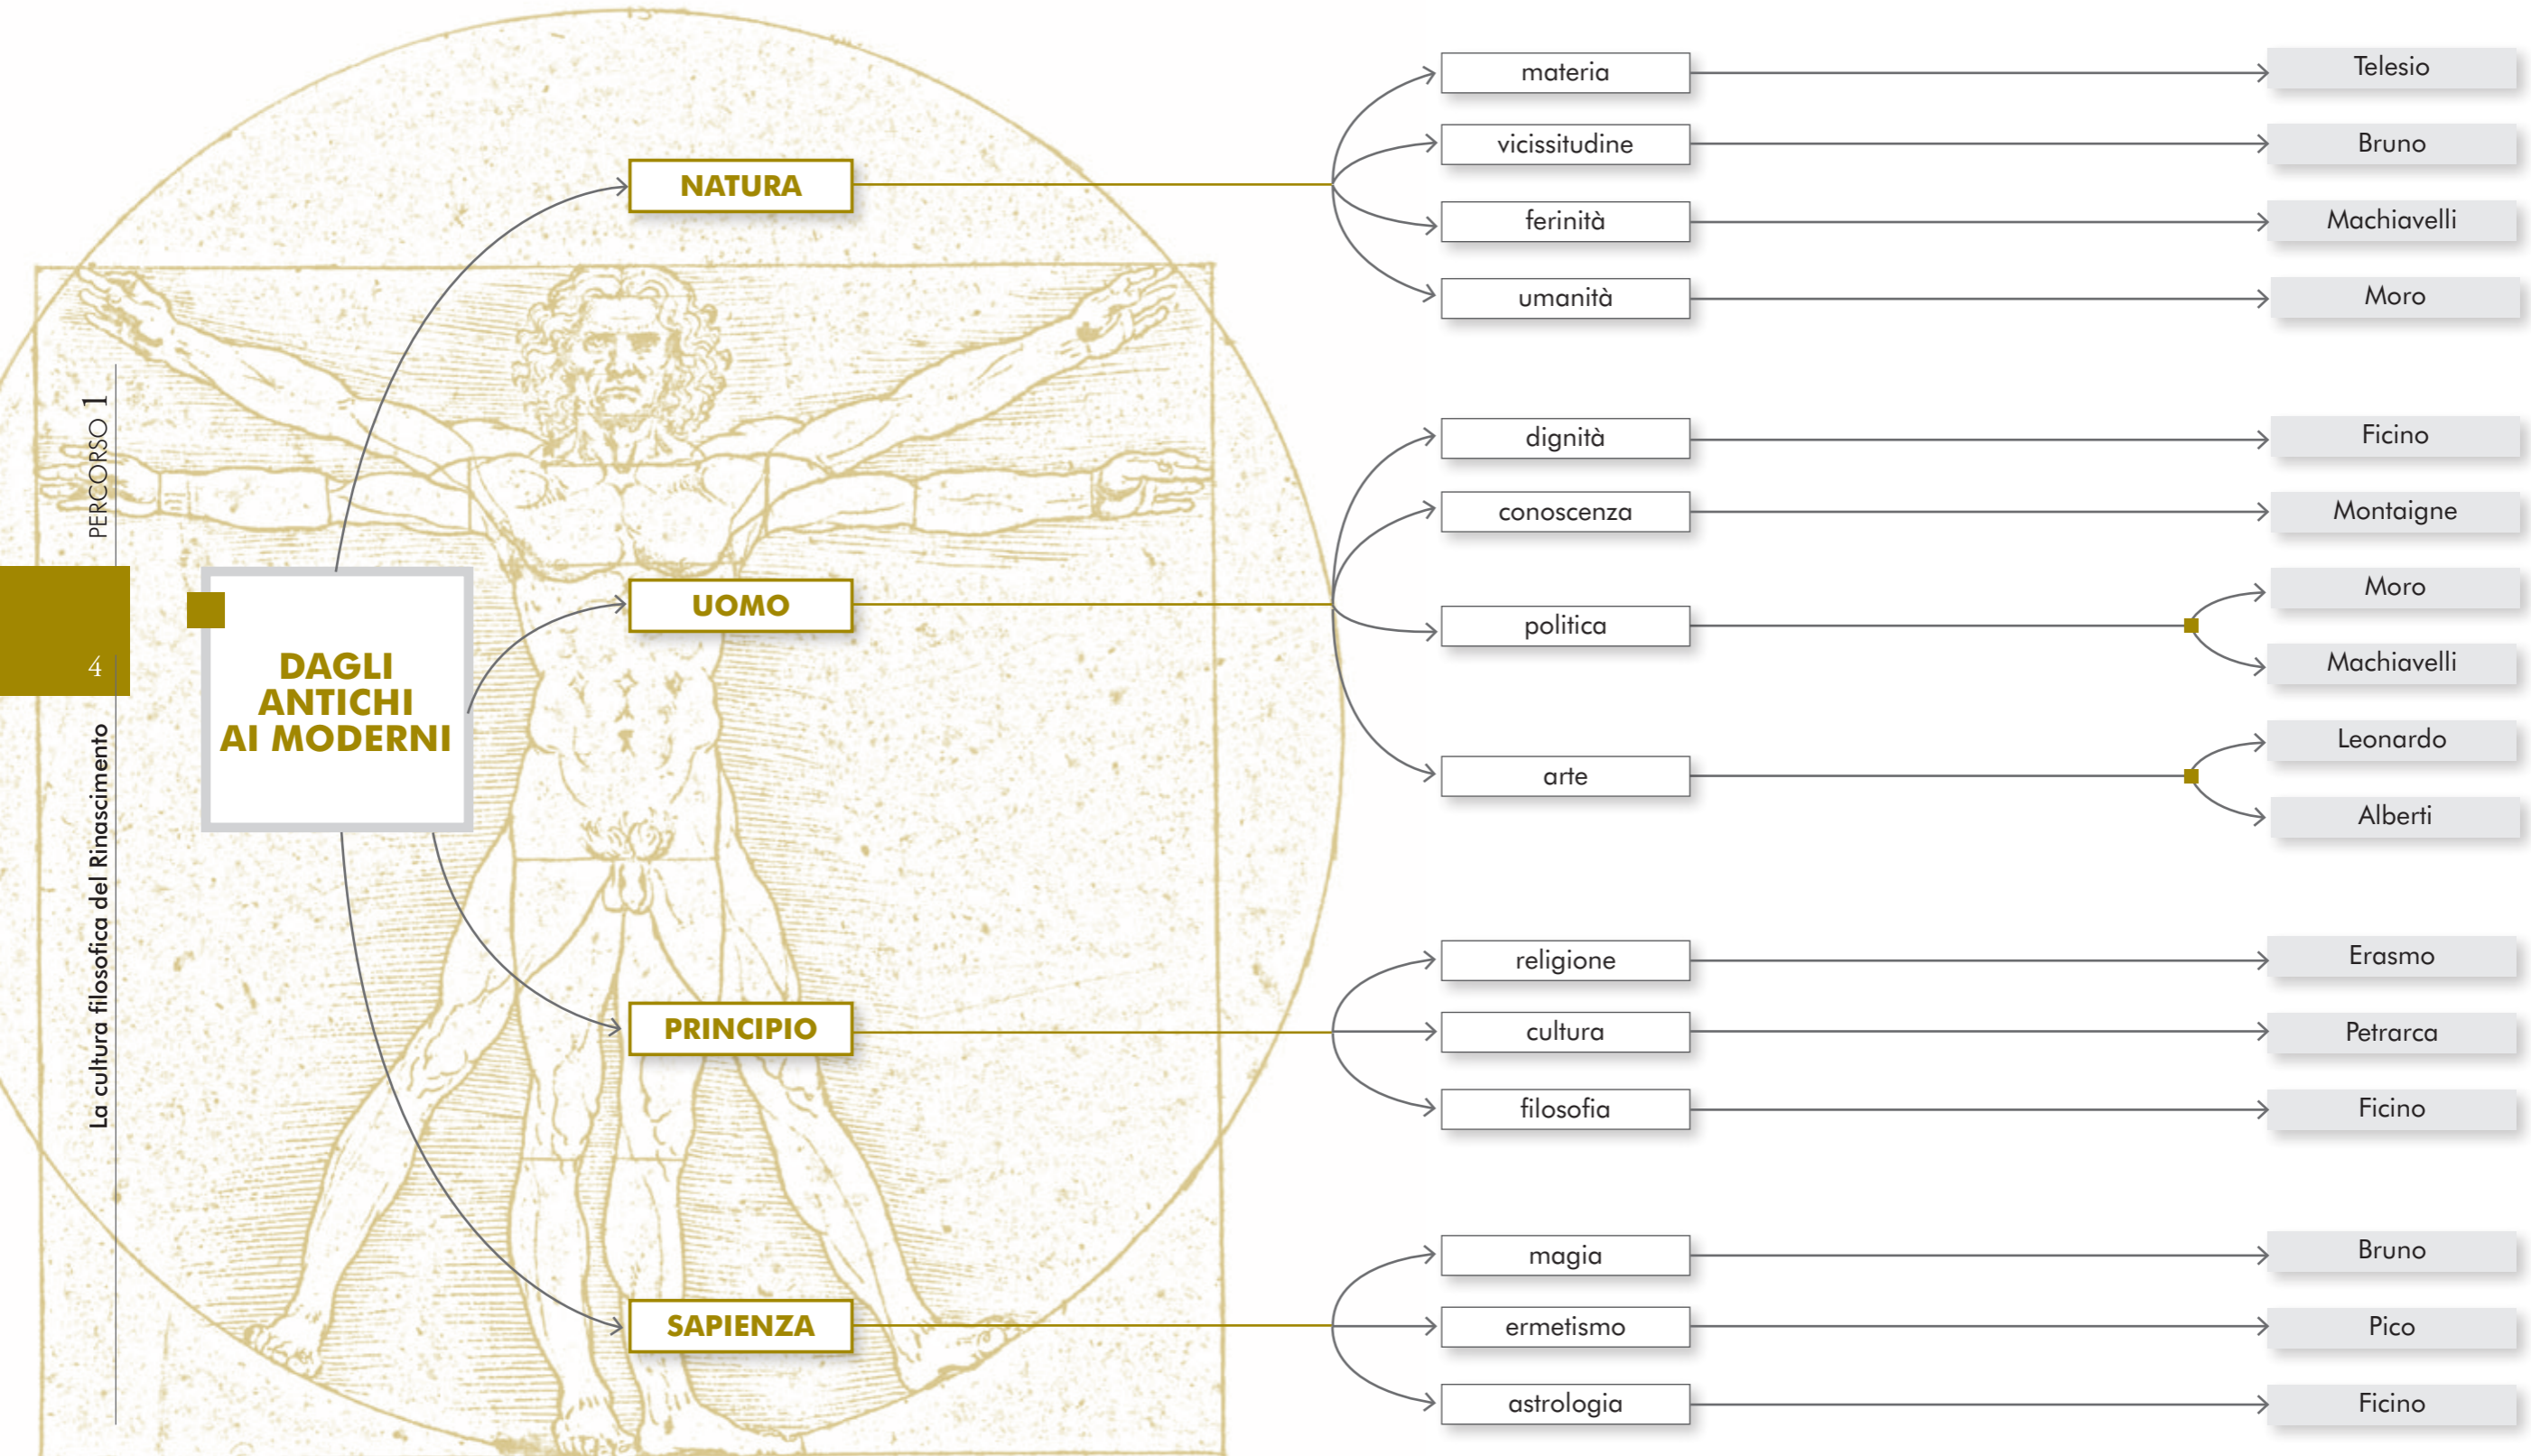 PERCORSO 1
4
La cultura filosofica del Rinascimento
DAGLI
ANTICHI
AI MODERNI
NATURA
materia
Telesio
vicissitudine
Bruno
ferinità
Machiavelli
umanità
Moro
UOMO
dignità
Ficino
conoscenza
Montaigne
politica
Moro
Machiavelli
arte
Leonardo
Alberti
PRINCIPIO
religione
Erasmo
cultura
Petrarca
filosofia
Ficino
SAPIENZA
magia
Bruno
ermetismo
Pico
astrologia
Ficino